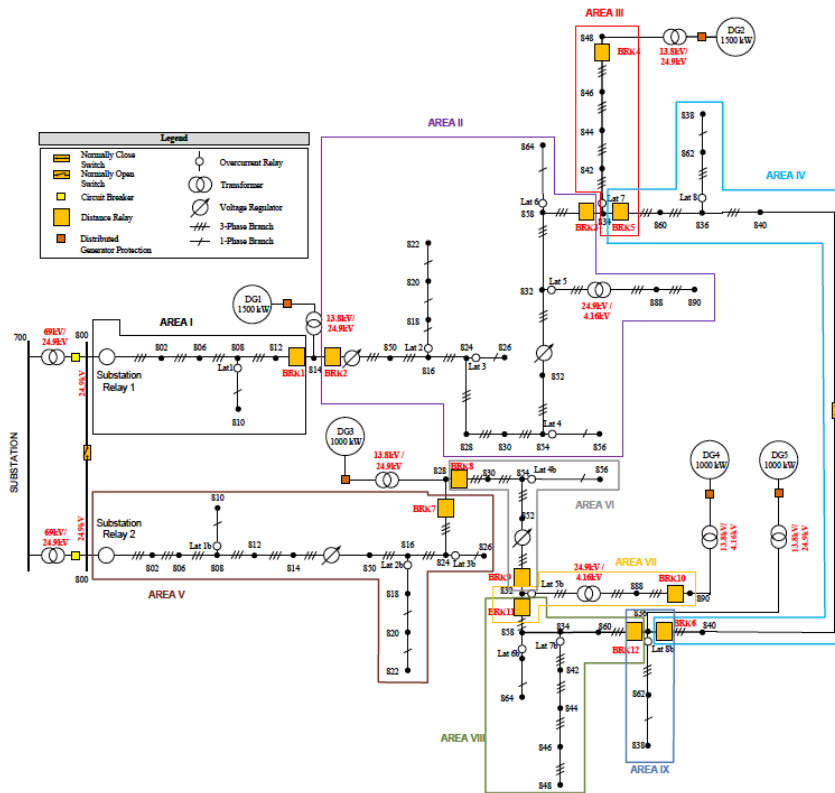 AREA III
848
BRK4
13.8kV/
24.9kV
DG2
1500 kW
846
844
842
AREA II
864
838
862
AREA IV
Legend
Normally Close
Switch
Normally Open
Switch
Circuit Breaker
Distance Relay
Distributed
Generator Protection
Overcurrent Relay
Transformer
Voltage Regulator
3-Phase Branch
1-Phase Branch
Lat 6
858
BRK3
Lat 7
834
BRK5
860
Lat 8
836
840
822
820
818
832
Lat 5
24.9kV /
4.16kV
888
890
DG1
1500 kW
13.8kV/
24.9kV
AREA I
700
69kV/
24.9kV
800
24.9kV
Substation
Relay 1
802
806
808
812
Lat1
810
BRK1
814
BRK2
850
Lat 2
816
824
Lat 3
826
852
828
830
854
Lat 4
856
SUBSTATION
DG3
1000 kW
13.8kV/
24.9kV
828
BRK8
830
854
Lat 4b
856
AREA VI
DG4
1000 kW
DG5
1000 kW
13.8kV/
4.16kV
13.8kV/
24.9kV
69kV/
24.9kV
24.9kV
800
Substation
Relay 2
810
Lat 1b
802
806
808
812
814
850
816
Lat 2b
BRK7
824
Lat 3b
826
818
820
822
AREA V
852
BRK9
832
BRK11
Lat 5b
24.9kV /
4.16kV
888
AREA VII
BRK10
890
858
Lat 6b
864
834
Lat 7b
860
842
844
846
848
AREA VIII
836
BRK12
BRK6
840
Lat 8b
862
838
AREA IX